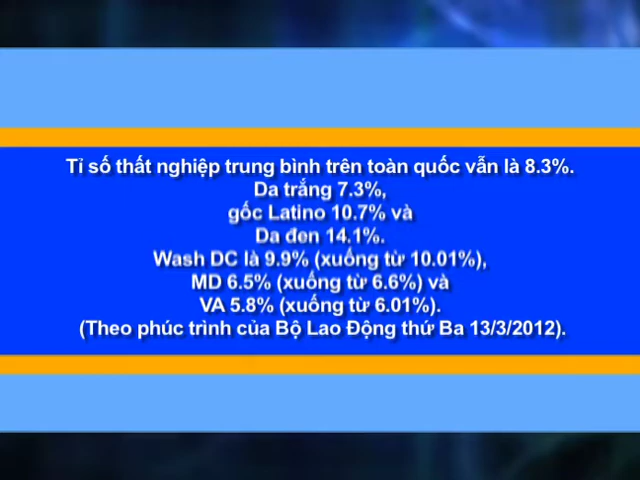 Tỉ số thất nghiệp trung bình trên toàn quốc vẫn là 8.3%.
Da trắng 7.3%,
gốc Latino 10.7% và
Da đen 14.1%.
Wash DC là 9.9% (xuống từ 10.01%),
MD 6.5% (xuống từ 6.6%) và
VA 5.8% (xuống từ 6.01%).
(Theo phúc trình của Bộ Lao Động thứ Ba 13/3/2012).